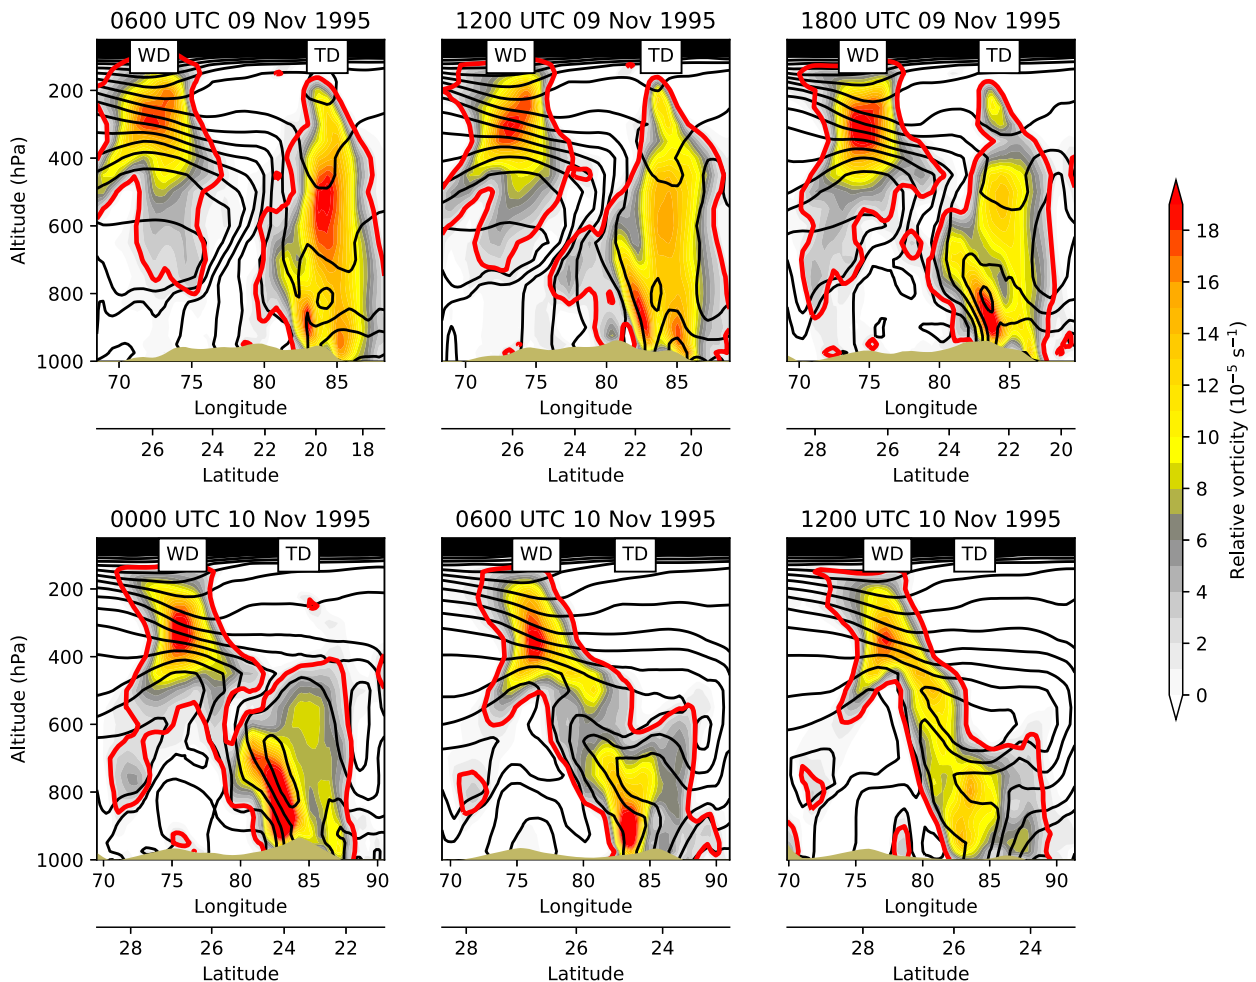 0600 UTC 09 Nov 1995
1200 UTC 09 Nov 1995
1800 UTC 09 Nov 1995
WD TD
WD TD
WD TD
Altitude (hPa)
200
400
600
800
1000
70 75 80 85
Longitude
26 24 22 20 18
Latitude
70 75 80 85
Longitude
26 24 22 20
Latitude
70 75 80 85
Longitude
28 26 24 22 20
Latitude
0000 UTC 10 Nov 1995
0600 UTC 10 Nov 1995
1200 UTC 10 Nov 1995
WD TD
WD TD
WD TD
Altitude (hPa)
200
400
600
800
1000
70 75 80 85 90
Longitude
28 26 24 22
Latitude
70 75 80 85 90
Longitude
28 26 24
Latitude
70 75 80 85 90
Longitude
28 26 24
Latitude
18
16
14
12
10
8
6
4
2
0
Relative vorticity (10⁻⁵ s⁻¹)